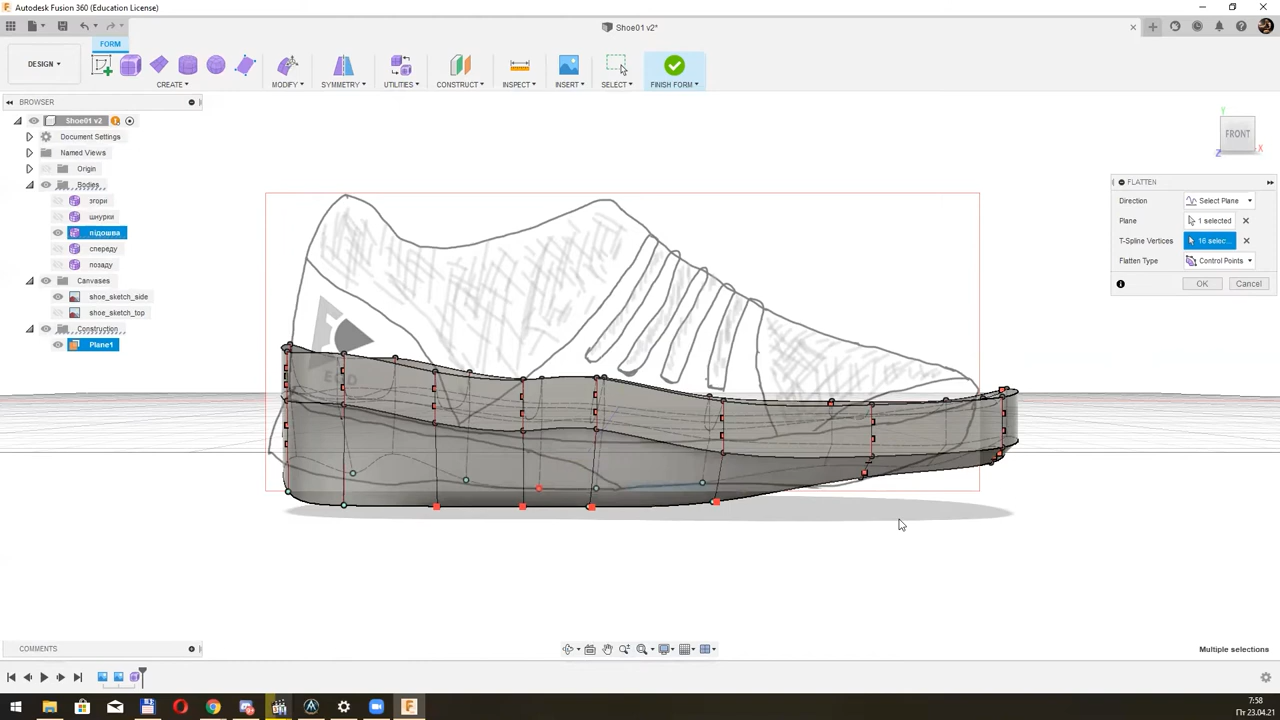 Autodesk Fusion 360 (Education License)
Shoe01 v2*
FORM
DESIGN
CREATE
MODIFY
SYMMETRY
UTILITIES
CONSTRUCT
INSPECT
INSERT
SELECT
FINISH FORM
BROWSER
Shoe01 v2
Document Settings
Named Views
Origin
Bodies
згори
шнурки
підошва
спереду
позаду
Canvases
shoe_sketch_side
shoe_sketch_top
Construction
Plane1
Y
FRONT
X
Z
FLATTEN
Direction
Select Plane
Plane
1 selected
T-Spline Vertices
16 selec...
Flatten Type
Control Points
OK
Cancel
COMMENTS
Multiple selections
7:58
Пт 23.04.21